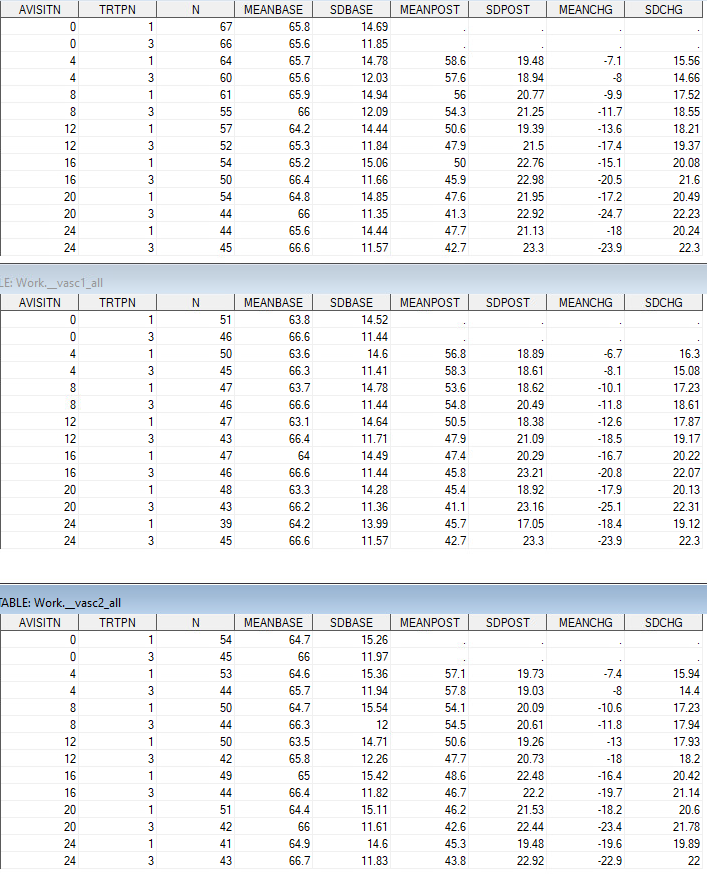 AVISITN TRTPN N MEANBASE SDBASE MEANPOST SDPOST MEANCHG SDCHG
0 1 67 65.8 14.69 . . . .
0 3 66 65.6 11.85 . . . .
4 1 64 65.7 14.78 58.6 19.48 -7.1 15.56
4 3 60 65.6 12.03 57.6 18.94 -8 14.66
8 1 61 65.9 14.94 56 20.77 -9.9 17.52
8 3 55 66 12.09 54.3 21.25 -11.7 18.55
12 1 57 64.2 14.44 50.6 19.39 -13.6 18.21
12 3 52 65.3 11.84 47.9 21.5 -17.4 19.37
16 1 54 65.2 15.06 50 22.76 -15.1 20.08
16 3 50 66.4 11.66 45.9 22.98 -20.5 21.6
20 1 54 64.8 14.85 47.6 21.95 -17.2 20.49
20 3 44 66 11.35 41.3 22.92 -24.7 22.23
24 1 44 65.6 14.44 47.7 21.13 -18 20.24
24 3 45 66.6 11.57 42.7 23.3 -23.9 22.3
LE: Work.__vasc1_all
AVISITN TRTPN N MEANBASE SDBASE MEANPOST SDPOST MEANCHG SDCHG
0 1 51 63.8 14.52 . . . .
0 3 46 66.6 11.44 . . . .
4 1 50 63.6 14.6 56.8 18.89 -6.7 16.3
4 3 45 66.3 11.41 58.3 18.61 -8.1 15.08
8 1 47 63.7 14.78 53.6 18.62 -10.1 17.23
8 3 46 66.6 11.44 54.8 20.49 -11.8 18.61
12 1 47 63.1 14.64 50.5 18.38 -12.6 17.87
12 3 43 66.4 11.71 47.9 21.09 -18.5 19.17
16 1 47 64 14.49 47.4 20.29 -16.7 20.22
16 3 46 66.6 11.44 45.8 23.21 -20.8 22.07
20 1 48 63.3 14.28 45.4 18.92 -17.9 20.13
20 3 43 66.2 11.36 41.1 23.16 -25.1 22.31
24 1 39 64.2 13.99 45.7 17.05 -18.4 19.12
24 3 45 66.6 11.57 42.7 23.3 -23.9 22.3
TABLE: Work.__vasc2_all
AVISITN TRTPN N MEANBASE SDBASE MEANPOST SDPOST MEANCHG SDCHG
0 1 54 64.7 15.26 . . . .
0 3 45 66 11.97 . . . .
4 1 53 64.6 15.36 57.1 19.73 -7.4 15.94
4 3 44 65.7 11.94 57.8 19.03 -8 14.4
8 1 50 64.7 15.54 54.1 20.09 -10.6 17.23
8 3 44 66.3 12 54.5 20.61 -11.8 17.94
12 1 50 63.5 14.71 50.6 19.26 -13 17.93
12 3 42 65.8 12.26 47.7 20.73 -18 18.2
16 1 49 65 15.42 48.6 22.48 -16.4 20.42
16 3 44 66.4 11.82 46.7 22.2 -19.7 21.14
20 1 51 64.4 15.11 46.2 21.53 -18.2 20.6
20 3 42 66 11.61 42.6 22.44 -23.4 21.78
24 1 41 64.9 14.6 45.3 19.48 -19.6 19.89
24 3 43 66.7 11.83 43.8 22.92 -22.9 22